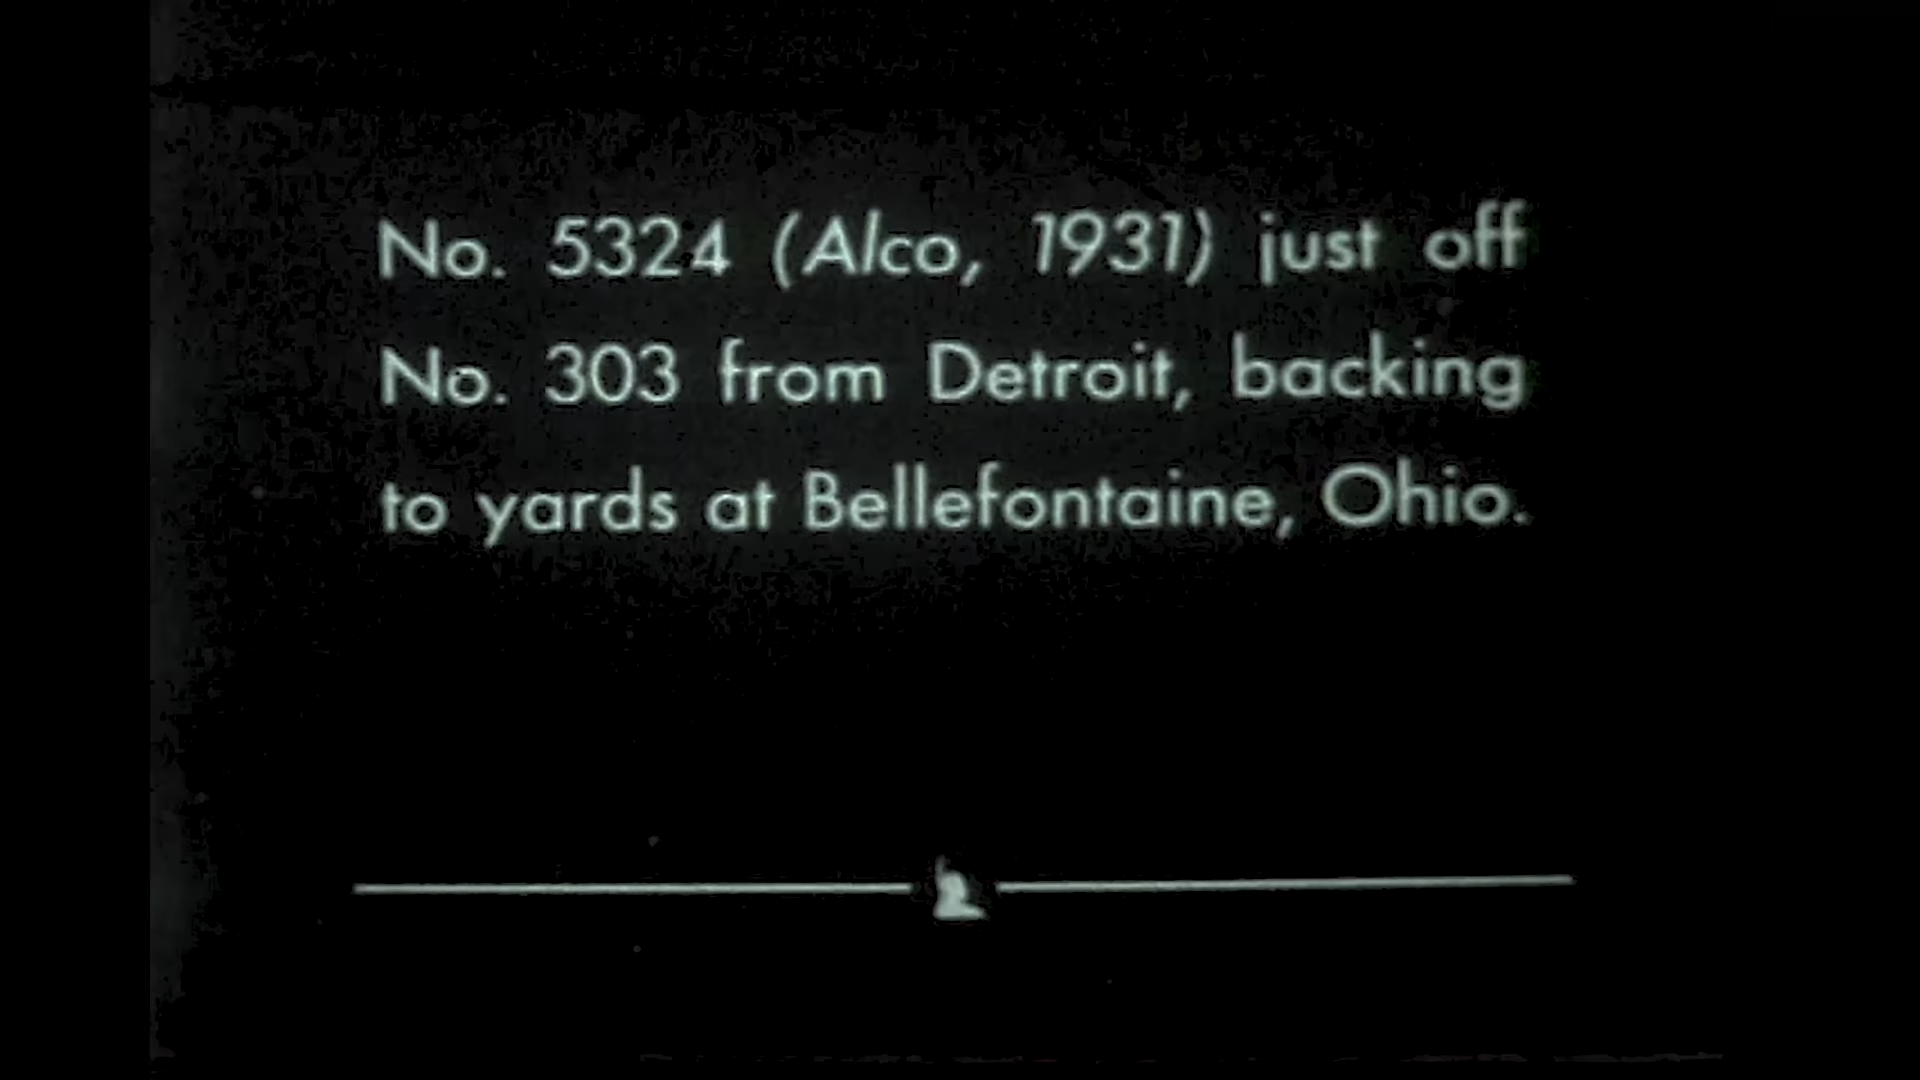 No. 5324 (Alco, 1931) just off
No. 303 from Detroit, backing
to yards at Bellefontaine, Ohio.